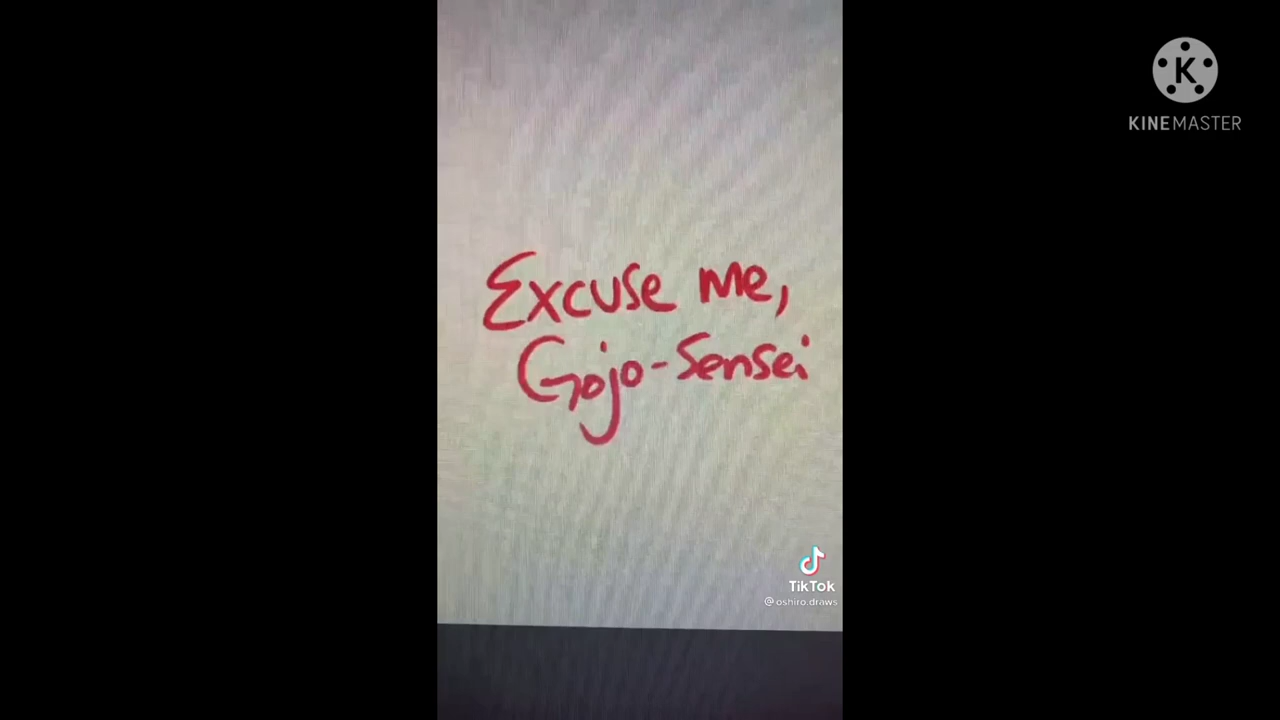 Excuse me,
Gojo-Sensei
K
KINEMASTER
TikTok
@oshiro.draws